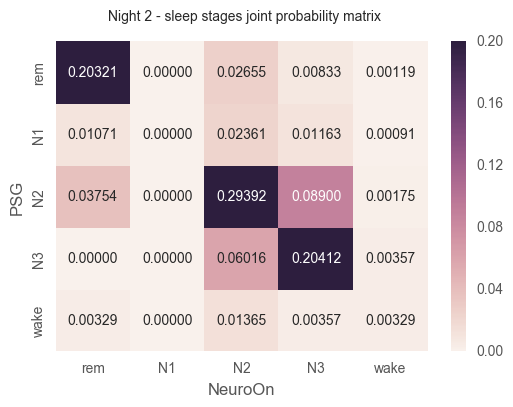 Night 2 - sleep stages joint probability matrix
PSG
rem 0.20321 0.00000 0.02655 0.00833 0.00119
N1 0.01071 0.00000 0.02361 0.01163 0.00091
N2 0.03754 0.00000 0.29392 0.08900 0.00175
N3 0.00000 0.00000 0.06016 0.20412 0.00357
wake 0.00329 0.00000 0.01365 0.00357 0.00329
rem N1 N2 N3 wake
NeuroOn
0.20
0.16
0.12
0.08
0.04
0.00